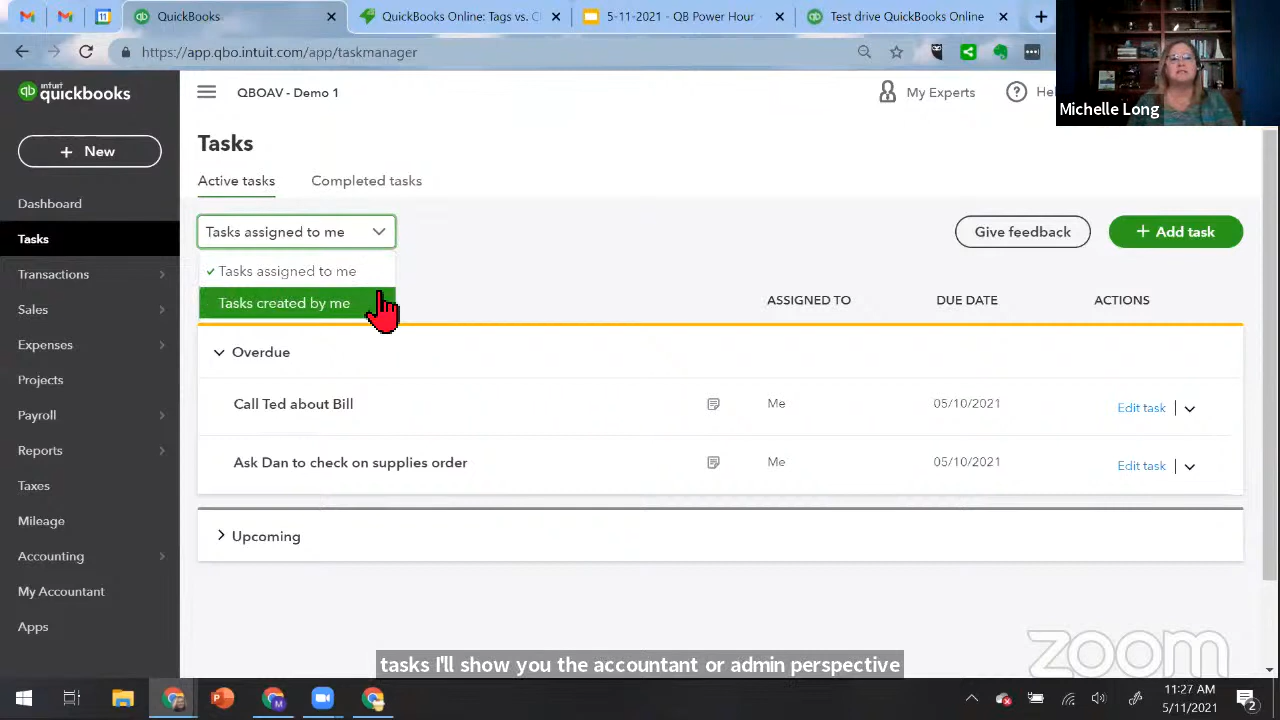 QuickBooks
QuickBooks Online Tags vs C
5-11-2021 - QB Power Hour
Test drive QuickBooks Online
https://app.qbo.intuit.com/app/taskmanager
Michelle Long
intuit
quickbooks
QBOAV - Demo 1
My Experts
Hel
+ New
Dashboard
Tasks
Transactions
Sales
Expenses
Projects
Payroll
Reports
Taxes
Mileage
Accounting
My Accountant
Apps
Tasks
Active tasks
Completed tasks
Tasks assigned to me
Give feedback
+ Add task
✓ Tasks assigned to me
Tasks created by me
ASSIGNED TO
DUE DATE
ACTIONS
Overdue
Call Ted about Bill
Me
05/10/2021
Edit task
Ask Dan to check on supplies order
Me
05/10/2021
Edit task
Upcoming
zoom
tasks I'll show you the accountant or admin perspective
11:27 AM
5/11/2021
2